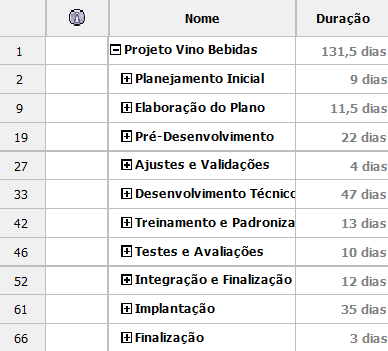 Nome Duração
1 Projeto Vino Bebidas 131,5 dias
2 Planejamento Inicial 9 dias
9 Elaboração do Plano 11,5 dias
19 Pré-Desenvolvimento 22 dias
27 Ajustes e Validações 4 dias
33 Desenvolvimento Técnico 47 dias
42 Treinamento e Padroniza 13 dias
46 Testes e Avaliações 10 dias
52 Integração e Finalização 12 dias
61 Implantação 35 dias
66 Finalização 3 dias